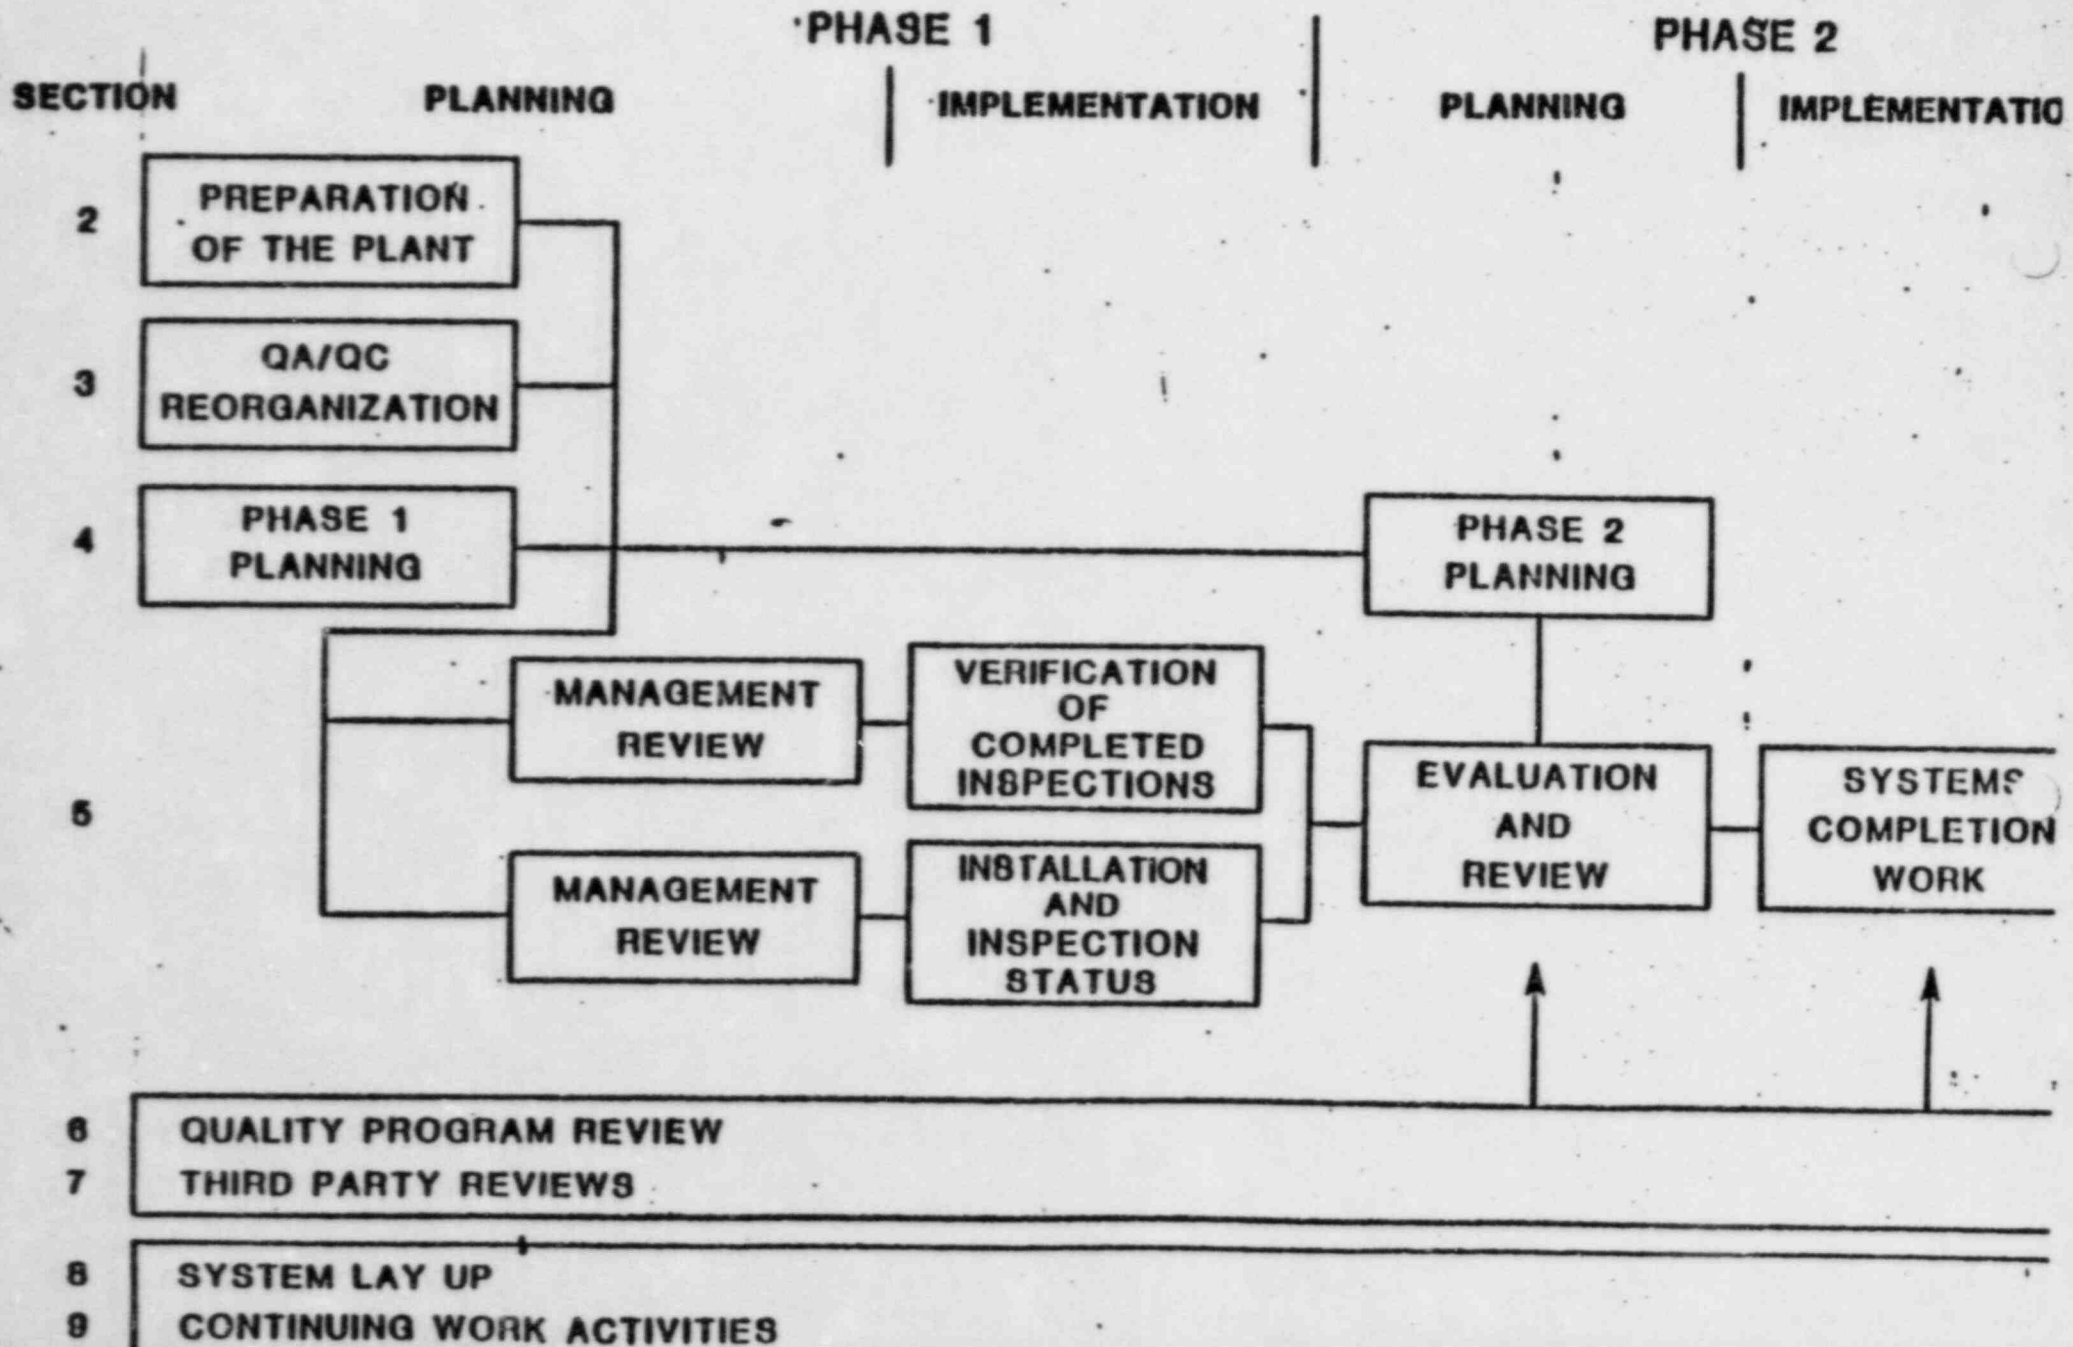 PHASE 1
PHASE 2
SECTION
PLANNING
IMPLEMENTATION
PLANNING
IMPLEMENTATIO
2
PREPARATION
OF THE PLANT
3
QA/QC
REORGANIZATION
4
PHASE 1
PLANNING
PHASE 2
PLANNING
5
MANAGEMENT
REVIEW
VERIFICATION
OF
COMPLETED
INSPECTIONS
MANAGEMENT
REVIEW
INSTALLATION
AND
INSPECTION
STATUS
EVALUATION
AND
REVIEW
SYSTEMS
COMPLETION
WORK
6 QUALITY PROGRAM REVIEW
7 THIRD PARTY REVIEWS
8 SYSTEM LAY UP
9 CONTINUING WORK ACTIVITIES